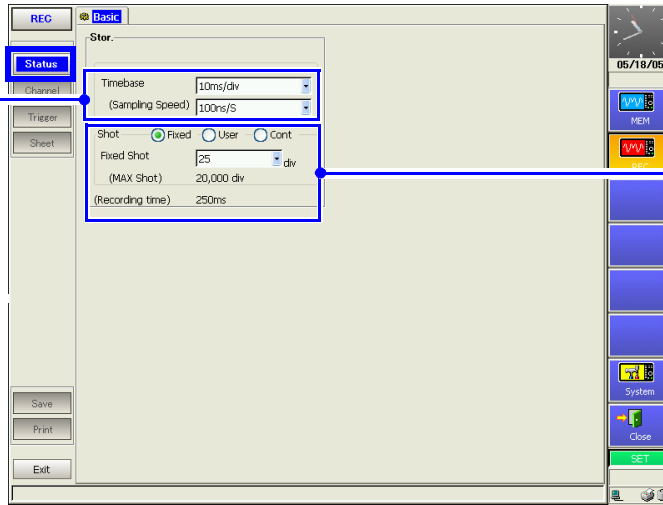 REC
Basic
Stor.
Status
Channel
Trigger
Sheet
Timebase
10ms/div
(Sampling Speed)
100ns/S
Shot
Fixed
User
Cont
Fixed Shot
25
div
(MAX Shot)
20,000 div
(Recording time)
250ms
Save
Print
Exit
05/18/05
MEM
REC
System
Close
SET